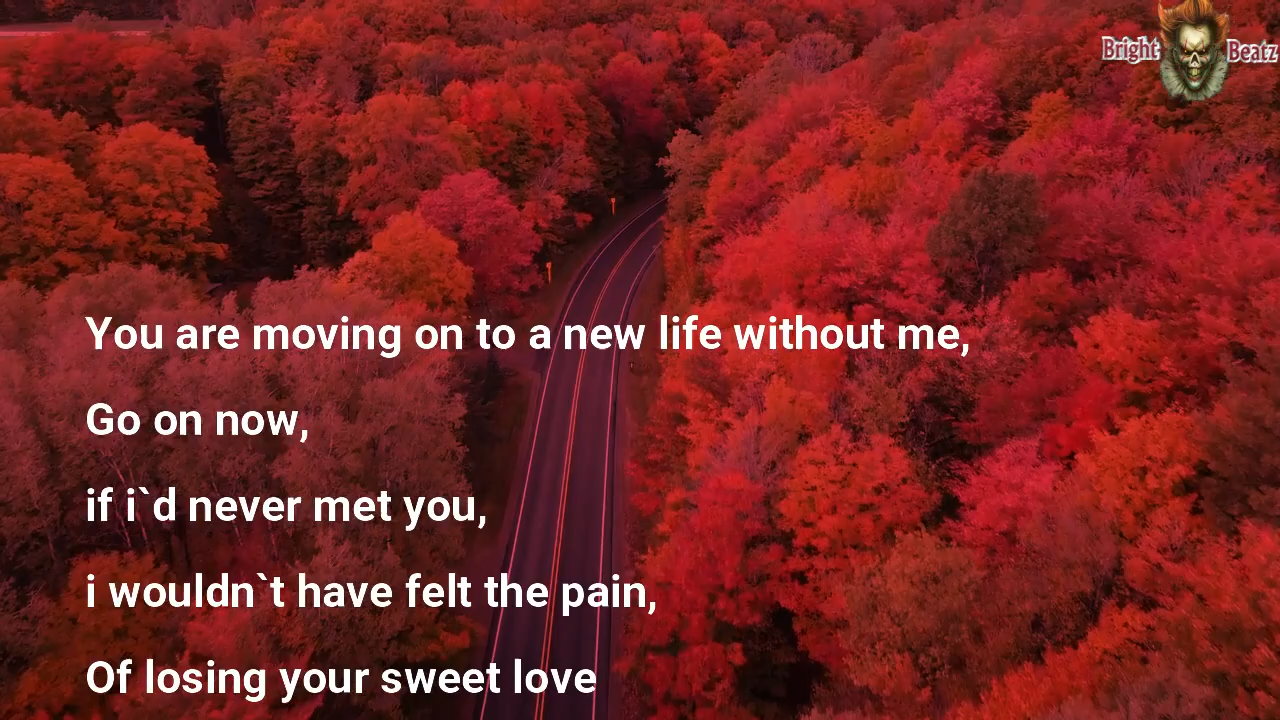 Bright Beatz
You are moving on to a new life without me,
Go on now,
if i`d never met you,
i wouldn`t have felt the pain,
Of losing your sweet love